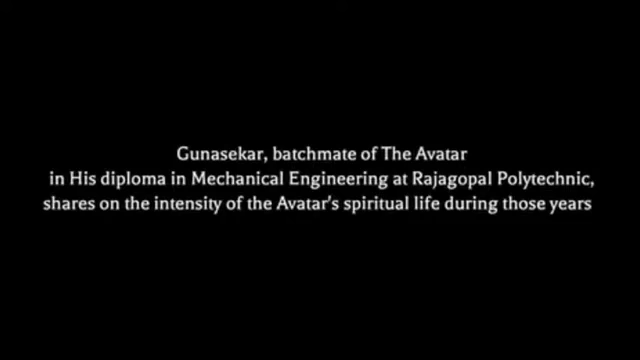 Gunasekar, batchmate of The Avatar
in His diploma in Mechanical Engineering at Rajagopal Polytechnic,
shares on the intensity of the Avatar's spiritual life during those years